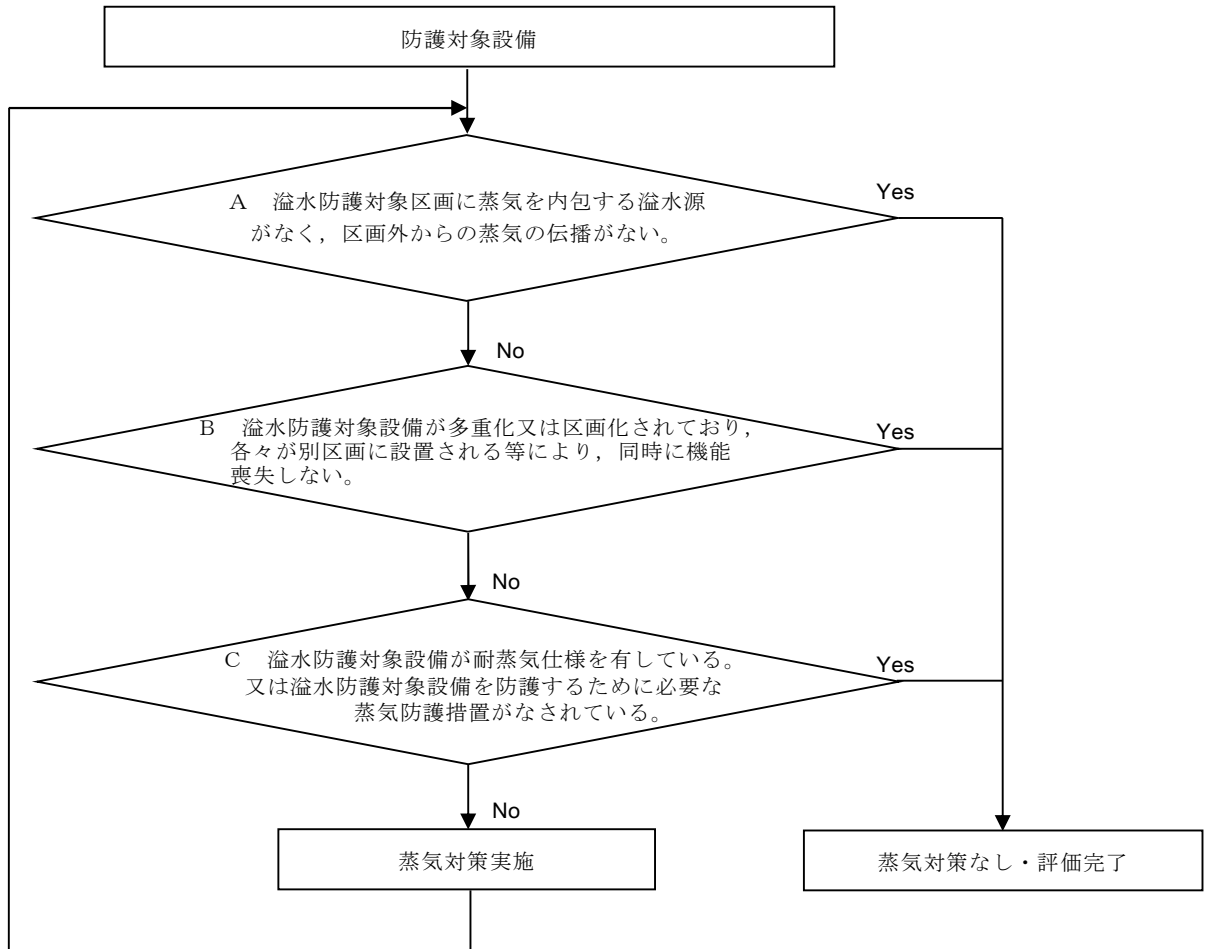 防護対象設備
A 溢水防護対象区画に蒸気を内包する溢水源
がなく，区画外からの蒸気の伝播がない。
Yes
No
B 溢水防護対象設備が多重化又は区画化されており，
各々が別区画に設置される等により，同時に機能
喪失しない。
Yes
No
C 溢水防護対象設備が耐蒸気仕様を有している。
又は溢水防護対象設備を防護するために必要な
蒸気防護措置がなされている。
Yes
No
蒸気対策実施
蒸気対策なし・評価完了